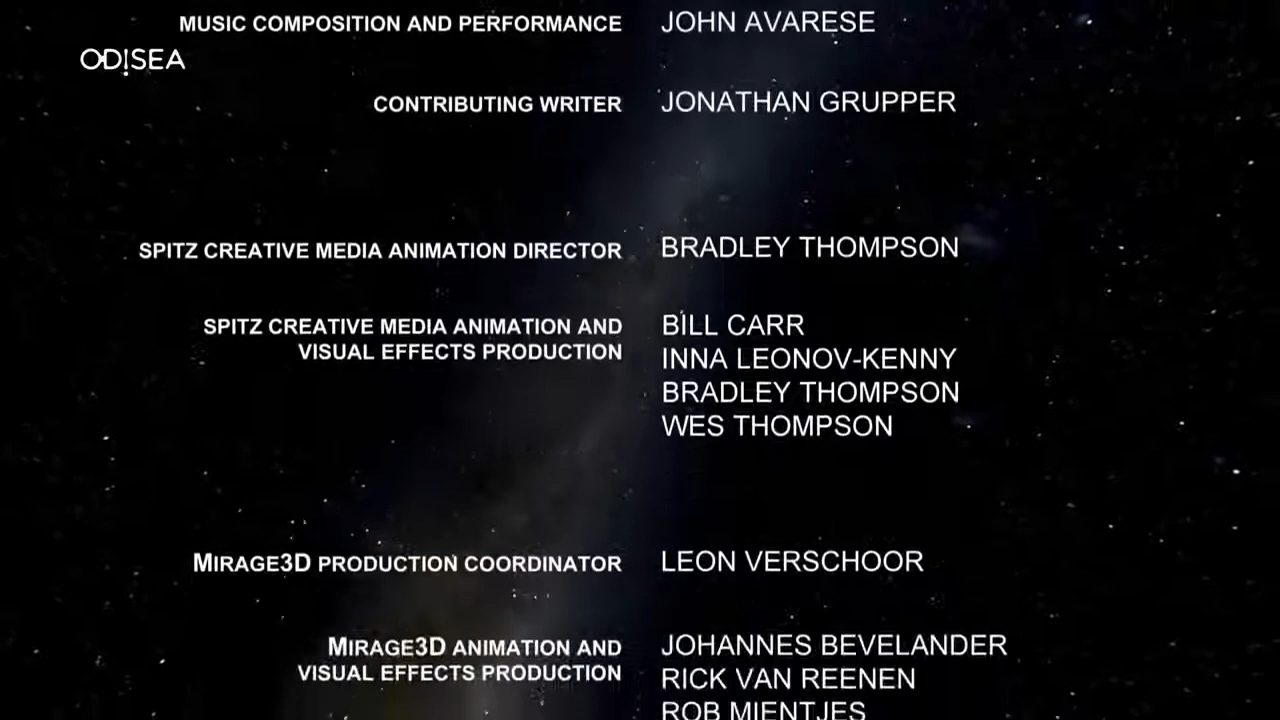 MUSIC COMPOSITION AND PERFORMANCE JOHN AVARESE
ODISEA
CONTRIBUTING WRITER JONATHAN GRUPPER
SPITZ CREATIVE MEDIA ANIMATION DIRECTOR BRADLEY THOMPSON
SPITZ CREATIVE MEDIA ANIMATION AND
VISUAL EFFECTS PRODUCTION
BILL CARR
INNA LEONOV-KENNY
BRADLEY THOMPSON
WES THOMPSON
MIRAGE3D PRODUCTION COORDINATOR LEON VERSCHOOR
MIRAGE3D ANIMATION AND
VISUAL EFFECTS PRODUCTION
JOHANNES BEVELANDER
RICK VAN REENEN
ROB MIENTJES